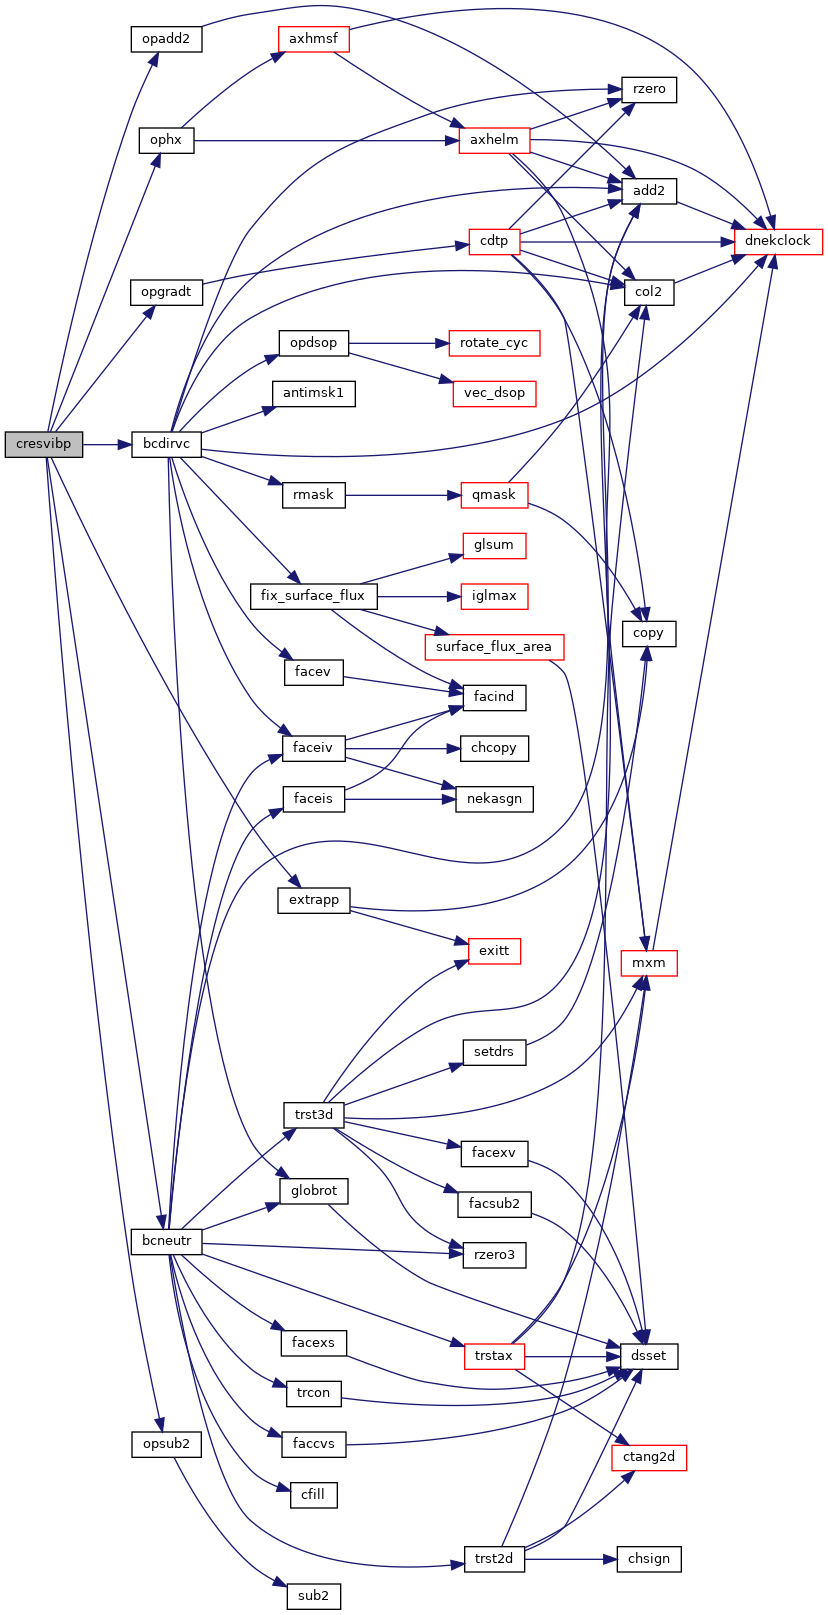 opadd2
axhmsf
rzero
ophx
axhelm
add2
cdtp
dnekclock
opgradt
col2
opdsop
rotate_cyc
antimsk1
vec_dsop
cresvibp
bcdirvc
rmask
qmask
glsum
fix_surface_flux
iglmax
copy
surface_flux_area
facev
facind
faceiv
chcopy
faceis
nekasgn
extrapp
exitt
mxm
setdrs
trst3d
facexv
globrot
facsub2
bcneutr
rzero3
facexs
trstax
dsset
trcon
opsub2
faccvs
ctang2d
cfill
trst2d
chsign
sub2